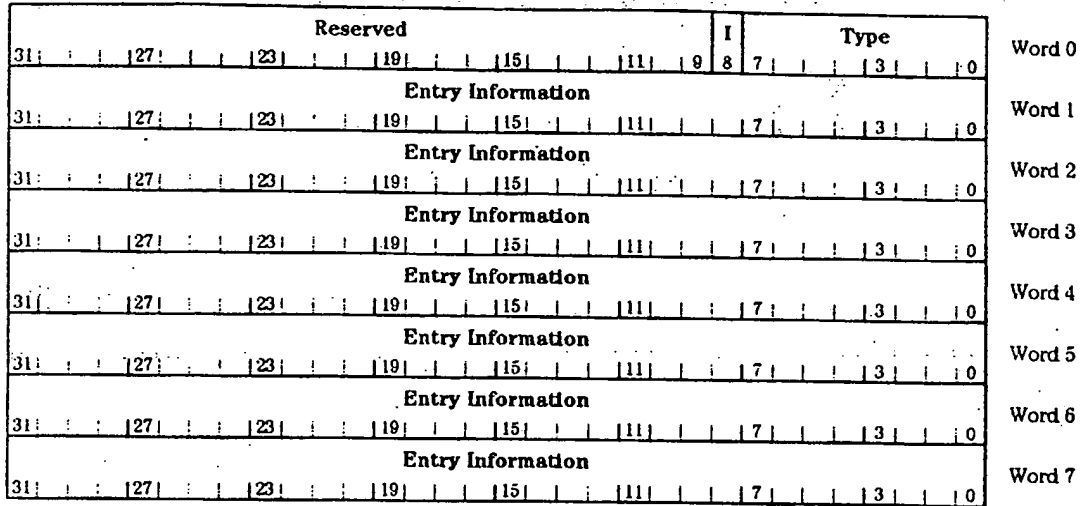 Reserved I Type Word 0
31 27 23 19 15 11 9 8 7 3 0
Entry Information Word 1
31 27 23 19 15 11 7 3 0
Entry Information Word 2
31 27 23 19 15 11 7 3 0
Entry Information Word 3
31 27 23 19 15 11 7 3 0
Entry Information Word 4
31 27 23 19 15 11 7 3 0
Entry Information Word 5
31 27 23 19 15 11 7 3 0
Entry Information Word 6
31 27 23 19 15 11 7 3 0
Entry Information Word 7
31 27 23 19 15 11 7 3 0